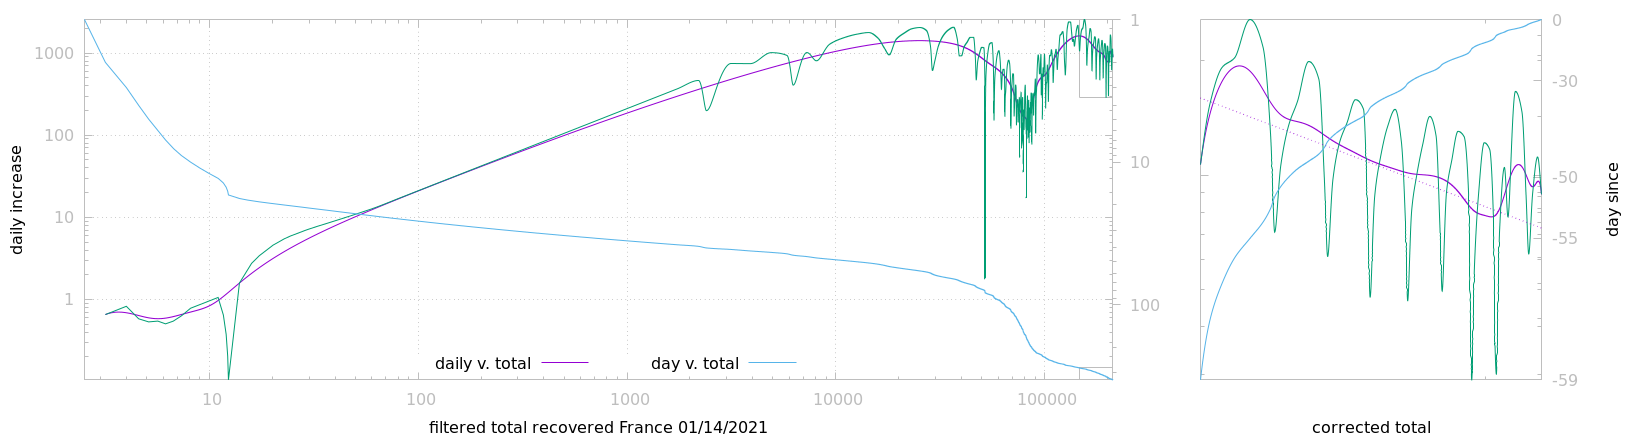 1000
100
10
1
daily increase
10
100
1000
10000
100000
filtered total recovered France 01/14/2021
daily v. total
day v. total
1
10
100
0
-30
-50
-55
-59
day since
corrected total